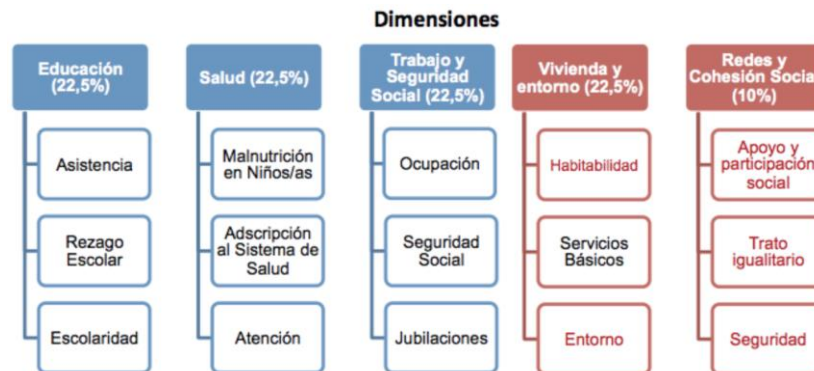 Dimensiones
Educación
(22,5%)
Asistencia
Rezago
Escolar
Escolaridad
Salud (22,5%)
Malnutrición
en Niños/as
Adscripción
al Sistema de
Salud
Atención
Trabajo y
Seguridad
Social (22,5%)
Ocupación
Seguridad
Social
Jubilaciones
Vivienda y
entorno (22,5%)
Habitabilidad
Servicios
Básicos
Entorno
Redes y
Cohesión Social
(10%)
Apoyo y
participación
social
Trato
igualitario
Seguridad